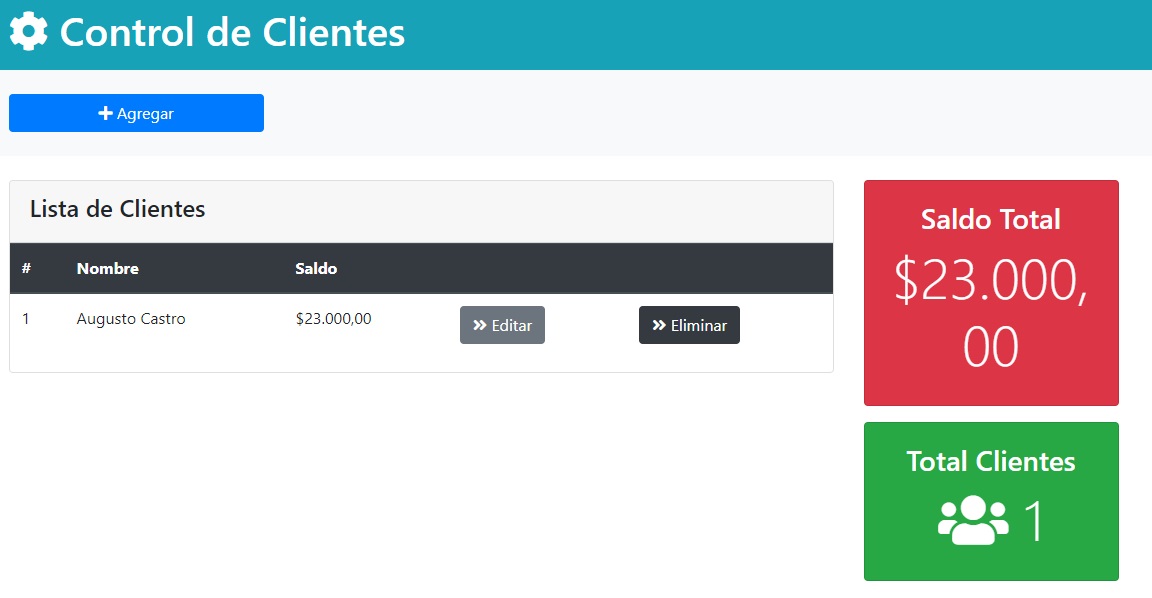 Control de Clientes
Agregar
Lista de Clientes
# Nombre Saldo
1 Augusto Castro $23.000,00 Editar Eliminar
Saldo Total
$23.000,
00
Total Clientes
1